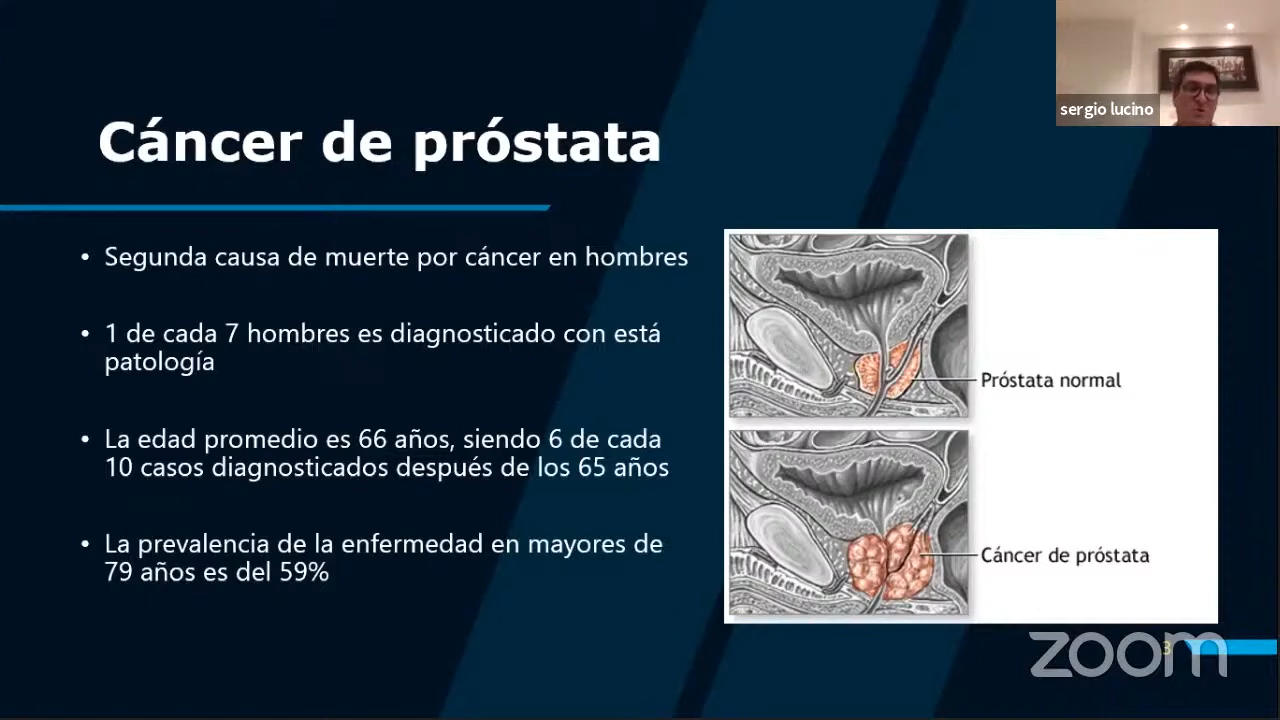 sergio lucino
Cáncer de próstata
• Segunda causa de muerte por cáncer en hombres
• 1 de cada 7 hombres es diagnosticado con está
patología
• La edad promedio es 66 años, siendo 6 de cada
10 casos diagnosticados después de los 65 años
• La prevalencia de la enfermedad en mayores de
79 años es del 59%
Próstata normal
Cáncer de próstata
3
zoom